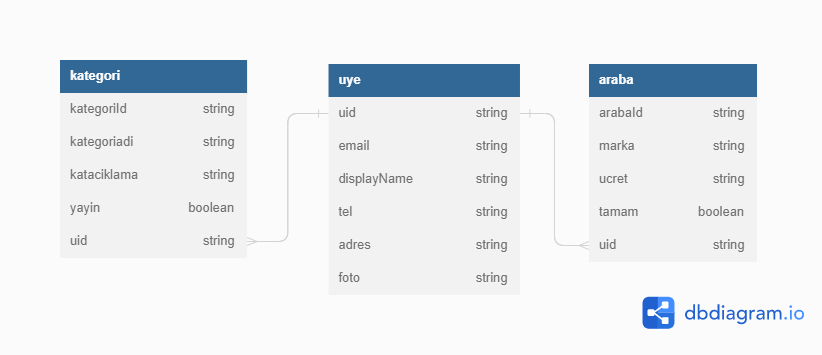 kategori
kategoriId string
kategoriadi string
kataciklama string
yayin boolean
uid string
uye
uid string
email string
displayName string
tel string
adres string
foto string
araba
arabaId string
marka string
ucret string
tamam boolean
uid string
dbdiagram.io